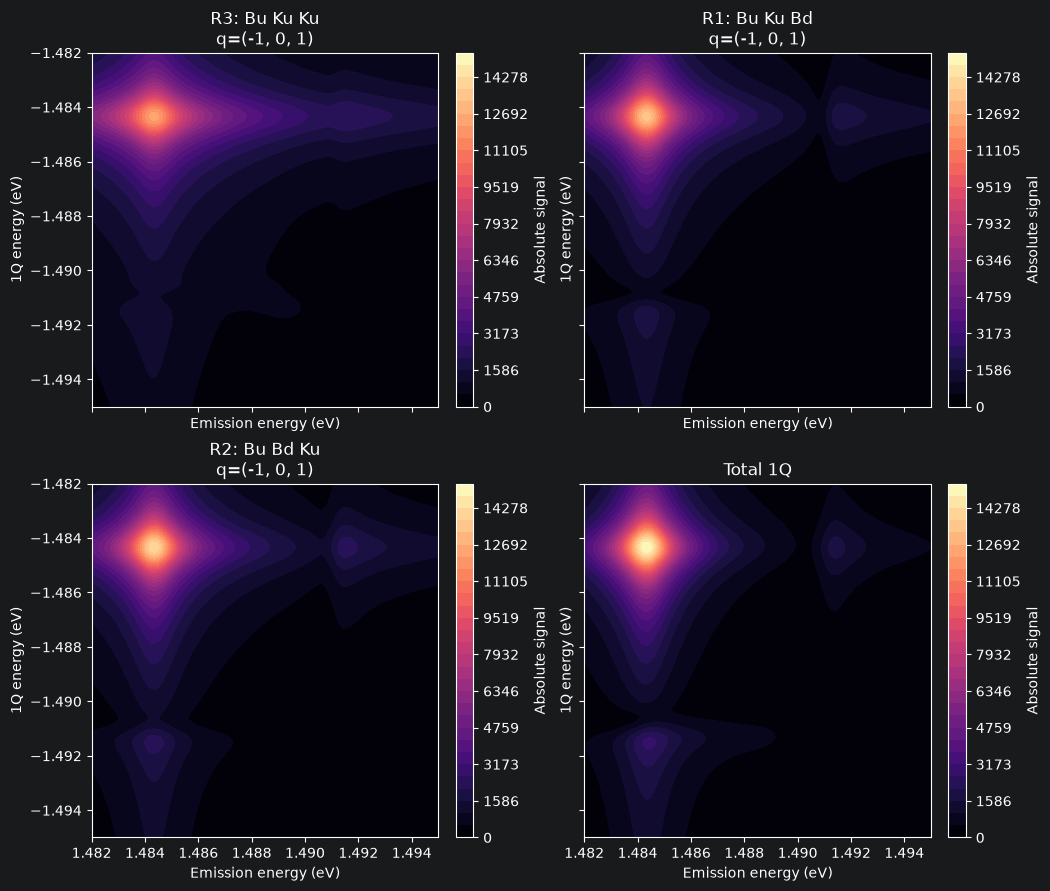 R3: Bu Ku Ku
q=(-1, 0, 1)
−1.482
−1.484
−1.486
−1.488
−1.490
−1.492
−1.494
1Q energy (eV)
Emission energy (eV)
14278
12692
11105
9519
7932
6346
4759
3173
1586
0
Absolute signal
R1: Bu Ku Bd
q=(-1, 0, 1)
1Q energy (eV)
Emission energy (eV)
14278
12692
11105
9519
7932
6346
4759
3173
1586
0
Absolute signal
R2: Bu Bd Ku
q=(-1, 0, 1)
−1.482
−1.484
−1.486
−1.488
−1.490
−1.492
−1.494
1Q energy (eV)
1.482 1.484 1.486 1.488 1.490 1.492 1.494
Emission energy (eV)
14278
12692
11105
9519
7932
6346
4759
3173
1586
0
Absolute signal
Total 1Q
1Q energy (eV)
1.482 1.484 1.486 1.488 1.490 1.492 1.494
Emission energy (eV)
14278
12692
11105
9519
7932
6346
4759
3173
1586
0
Absolute signal